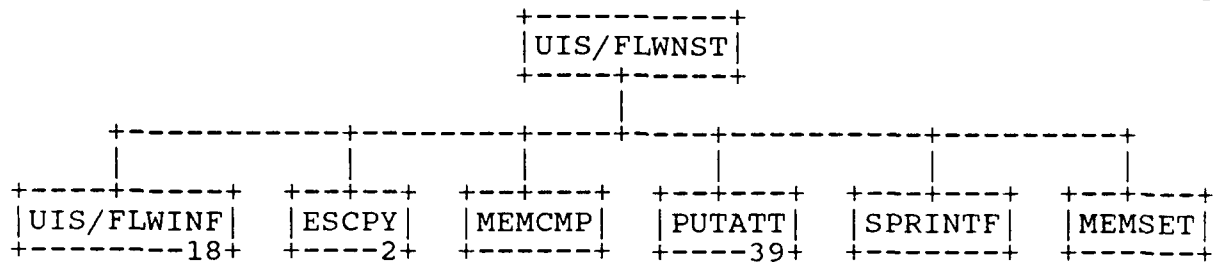 UIS/FLWNST
UIS/FLWINF ESCPY MEMCMP PUTATT SPRINTF MEMSET
18 2 39